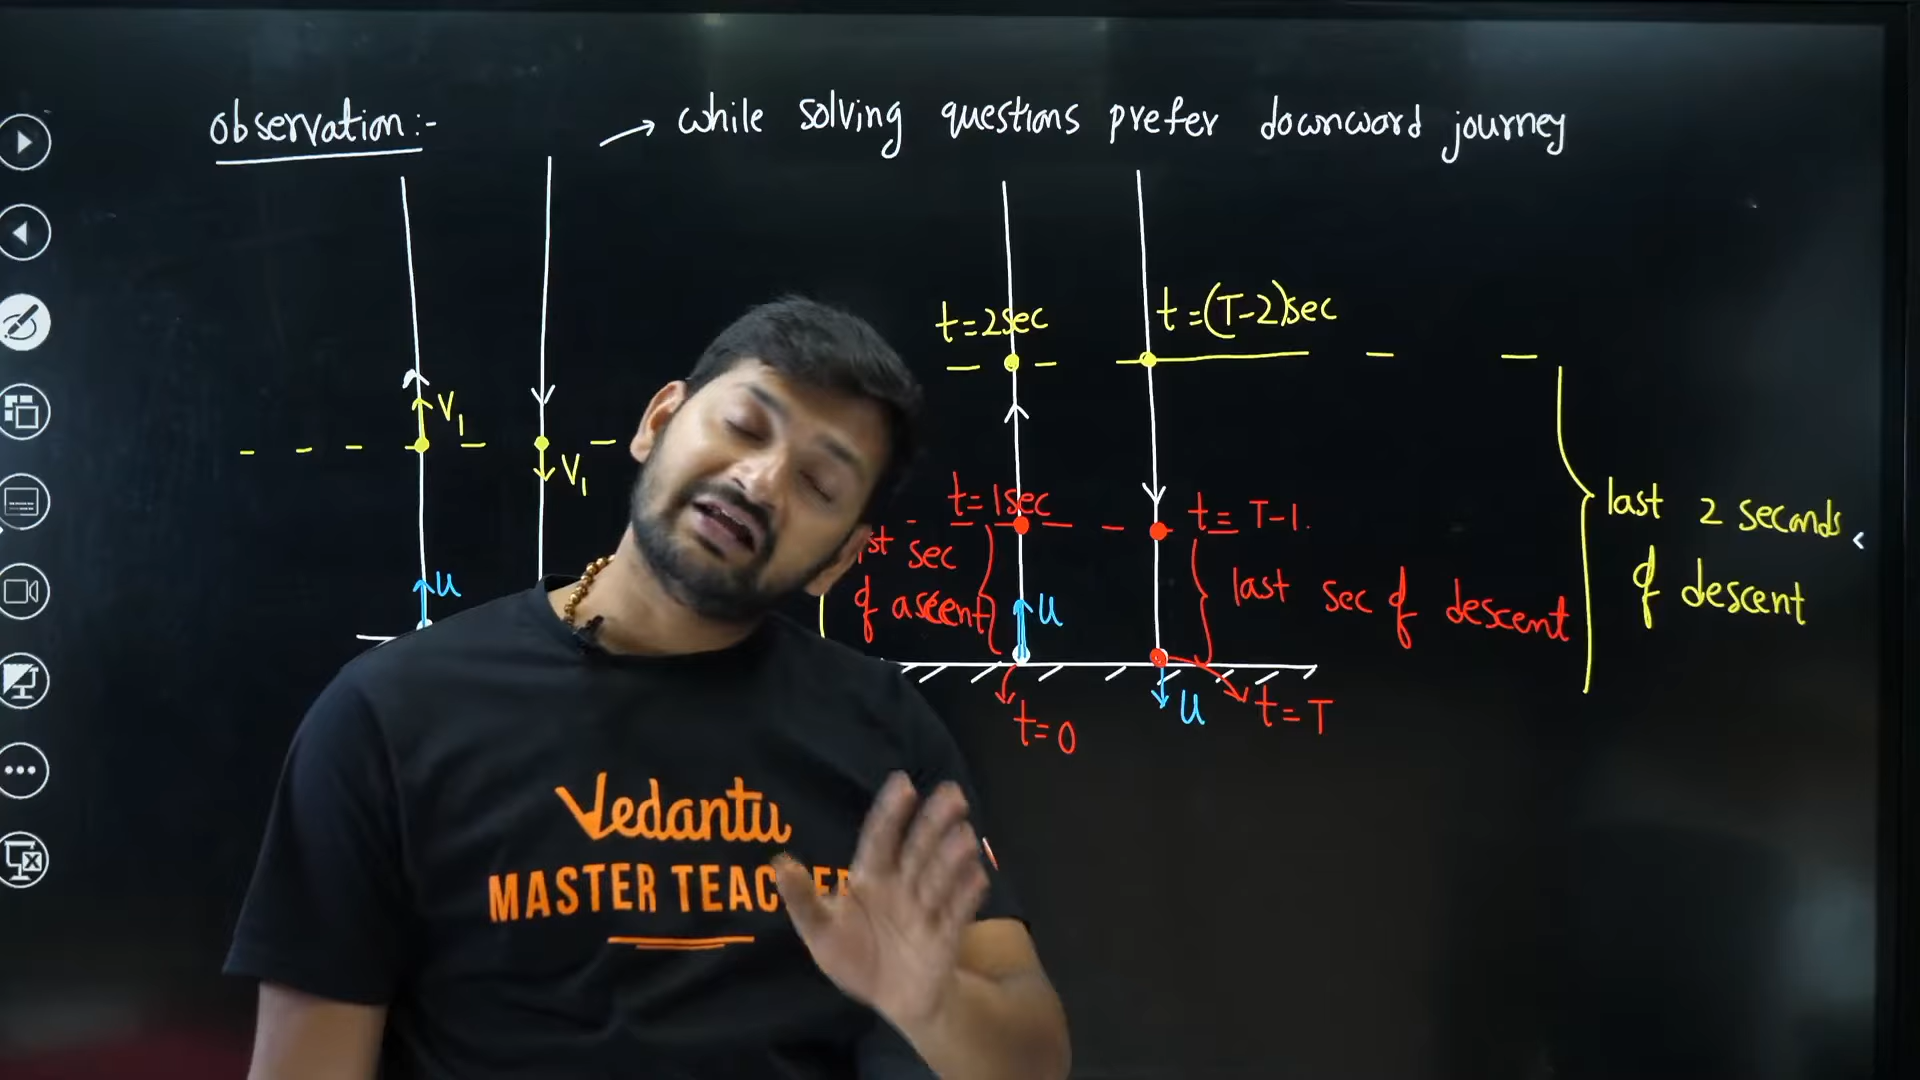 observation:-
→ while solving questions prefer downward journey
t=2sec
t=(T-2)sec
V1
V1
t=1sec
t= T-1.
last 2 seconds
of descent
st sec
of ascent
last sec of descent
u
u
u
t=0
t=T
Vedantu
MASTER